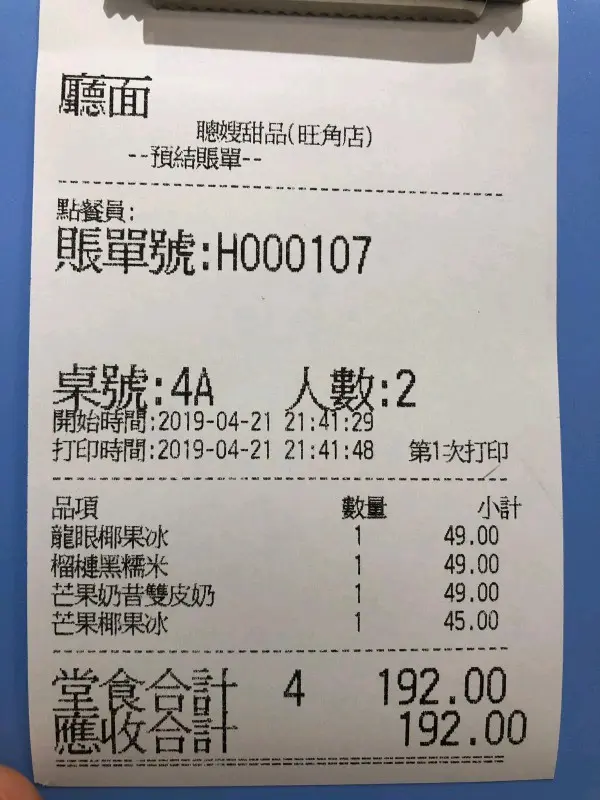 廳面
聰嫂甜品(旺角店)
--預結賬單--
點餐員:
賬單號:H000107
桌號:4A 人數:2
開始時間:2019-04-21 21:41:29
打印時間:2019-04-21 21:41:48 第1次打印
品項 數量 小計
龍眼椰果冰 1 49.00
榴槤黑糯米 1 49.00
芒果奶昔雙皮奶 1 49.00
芒果椰果冰 1 45.00
堂食合計 4 192.00
應收合計 192.00